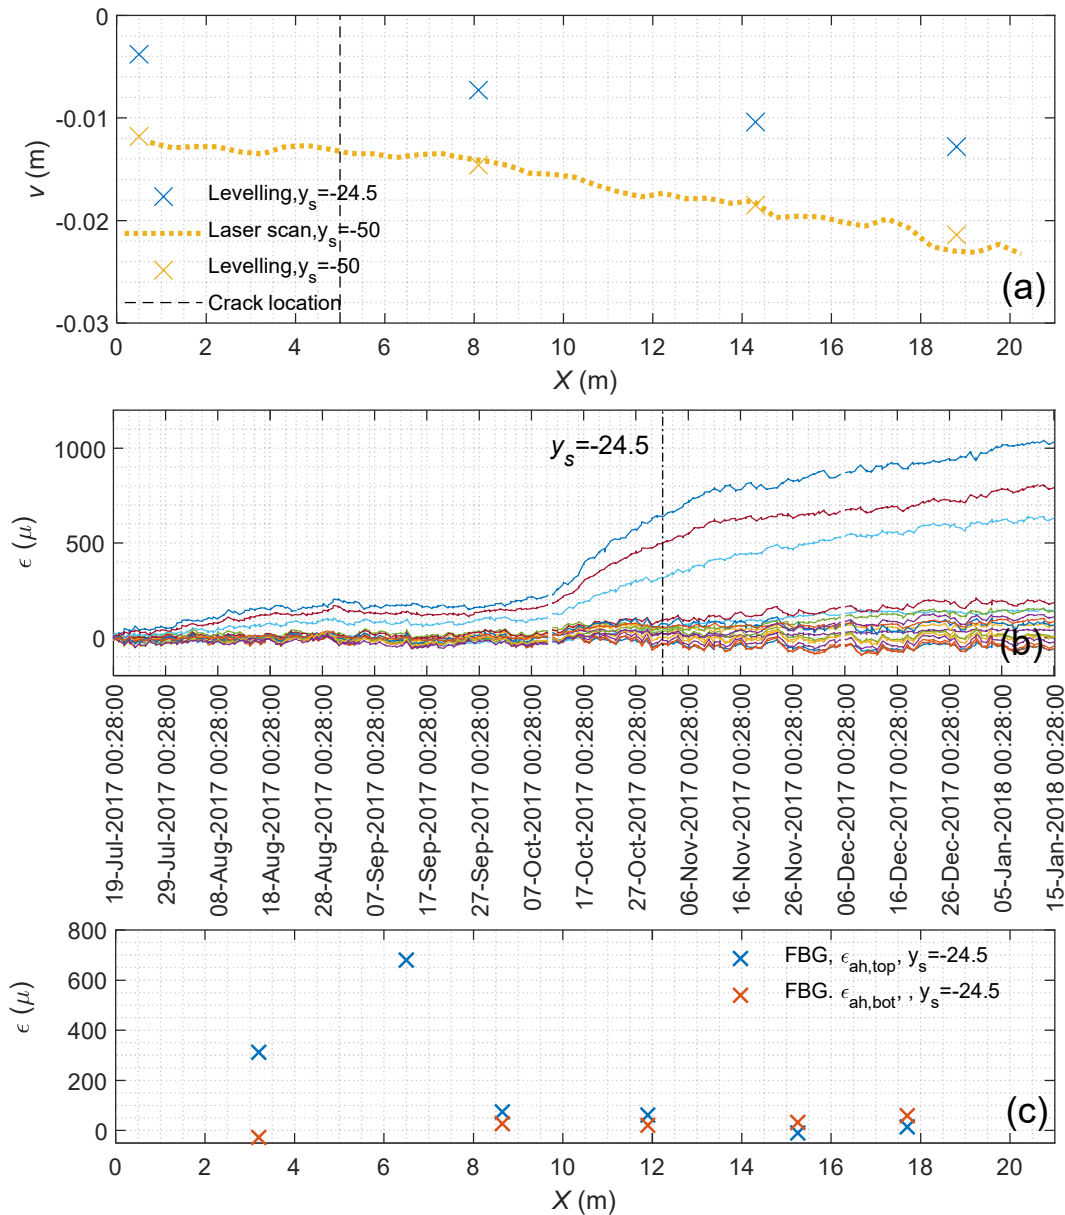 0
-0.01
-0.02
-0.03
v (m)
Levelling,y_s=-24.5
Laser scan,y_s=-50
Levelling,y_s=-50
Crack location
(a)
0 2 4 6 8 10 12 14 16 18 20
X (m)
1000
500
0
ϵ (μ)
y_s=-24.5
(b)
19-Jul-2017 00:28:00
29-Jul-2017 00:28:00
08-Aug-2017 00:28:00
18-Aug-2017 00:28:00
28-Aug-2017 00:28:00
07-Sep-2017 00:28:00
17-Sep-2017 00:28:00
27-Sep-2017 00:28:00
07-Oct-2017 00:28:00
17-Oct-2017 00:28:00
27-Oct-2017 00:28:00
06-Nov-2017 00:28:00
16-Nov-2017 00:28:00
26-Nov-2017 00:28:00
06-Dec-2017 00:28:00
16-Dec-2017 00:28:00
26-Dec-2017 00:28:00
05-Jan-2018 00:28:00
15-Jan-2018 00:28:00
800
600
400
200
0
ϵ (μ)
FBG, ϵ_ah,top, y_s=-24.5
FBG. ϵ_ah,bot, , y_s=-24.5
(c)
0 2 4 6 8 10 12 14 16 18 20
X (m)